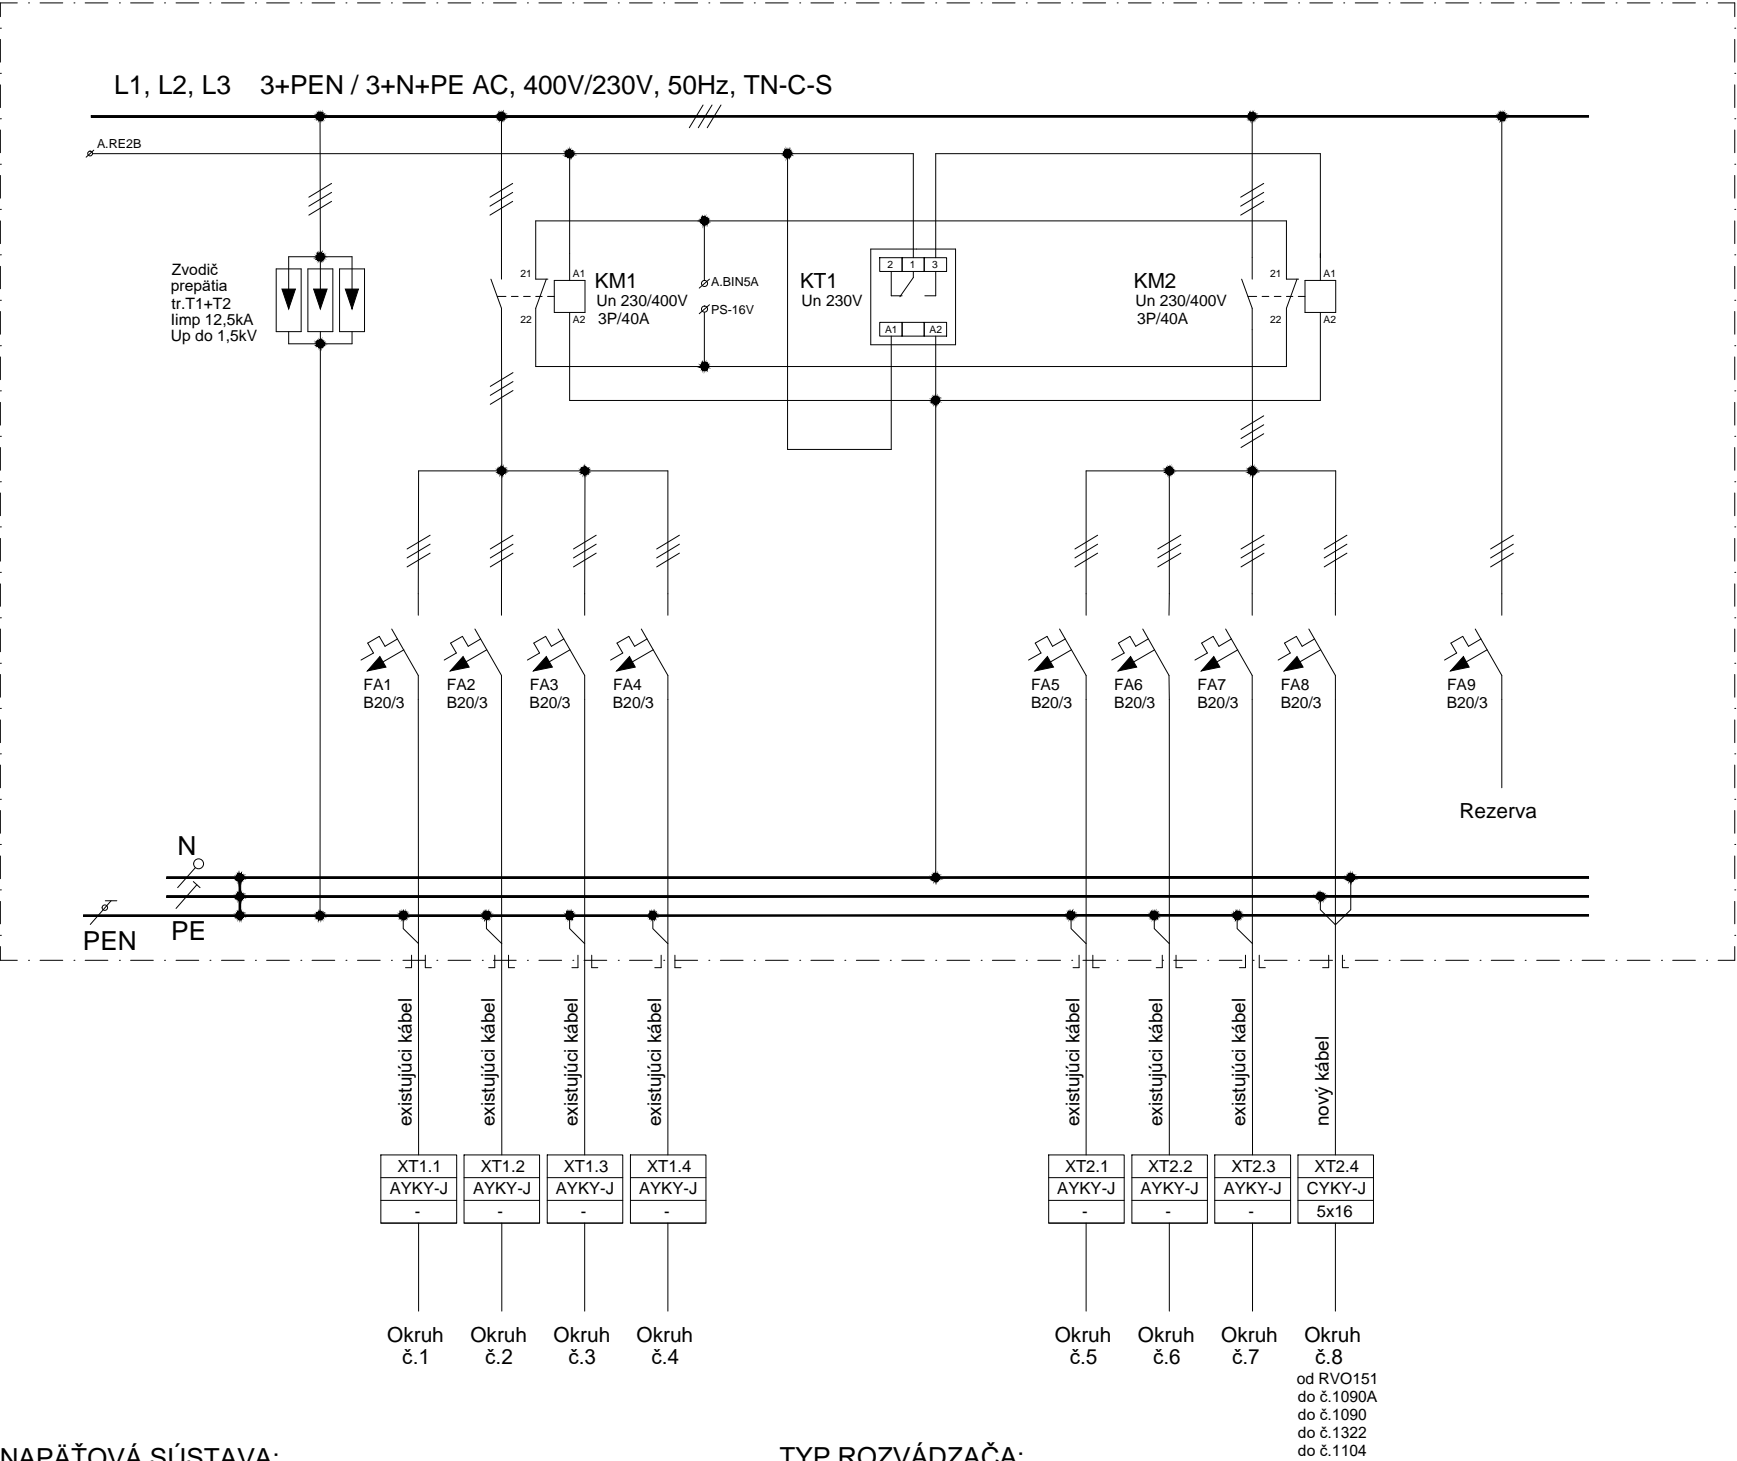 L1, L2, L3 3+PEN / 3+N+PE AC, 400V/230V, 50Hz, TN-C-S
A.RE2B
Zvodič
prepätia
tr.T1+T2
Iimp 12,5kA
Up do 1,5kV
21
22
A1
A2
KM1
Un 230/400V
3P/40A
A.BIN5A
PS-16V
KT1
Un 230V
2 1 3
A1 A2
KM2
Un 230/400V
3P/40A
21
22
A1
A2
FA1
B20/3
FA2
B20/3
FA3
B20/3
FA4
B20/3
FA5
B20/3
FA6
B20/3
FA7
B20/3
FA8
B20/3
FA9
B20/3
Rezerva
N
PE
PEN
existujúci kábel
existujúci kábel
existujúci kábel
existujúci kábel
existujúci kábel
existujúci kábel
existujúci kábel
nový kábel
XT1.1
AYKY-J
-
XT1.2
AYKY-J
-
XT1.3
AYKY-J
-
XT1.4
AYKY-J
-
XT2.1
AYKY-J
-
XT2.2
AYKY-J
-
XT2.3
AYKY-J
-
XT2.4
CYKY-J
5x16
Okruh
č.1
Okruh
č.2
Okruh
č.3
Okruh
č.4
Okruh
č.5
Okruh
č.6
Okruh
č.7
Okruh
č.8
od RVO151
do č.1090A
do č.1090
do č.1322
do č.1104
NAPÄŤOVÁ SÚSTAVA:
TYP ROZVÁDZAČA: